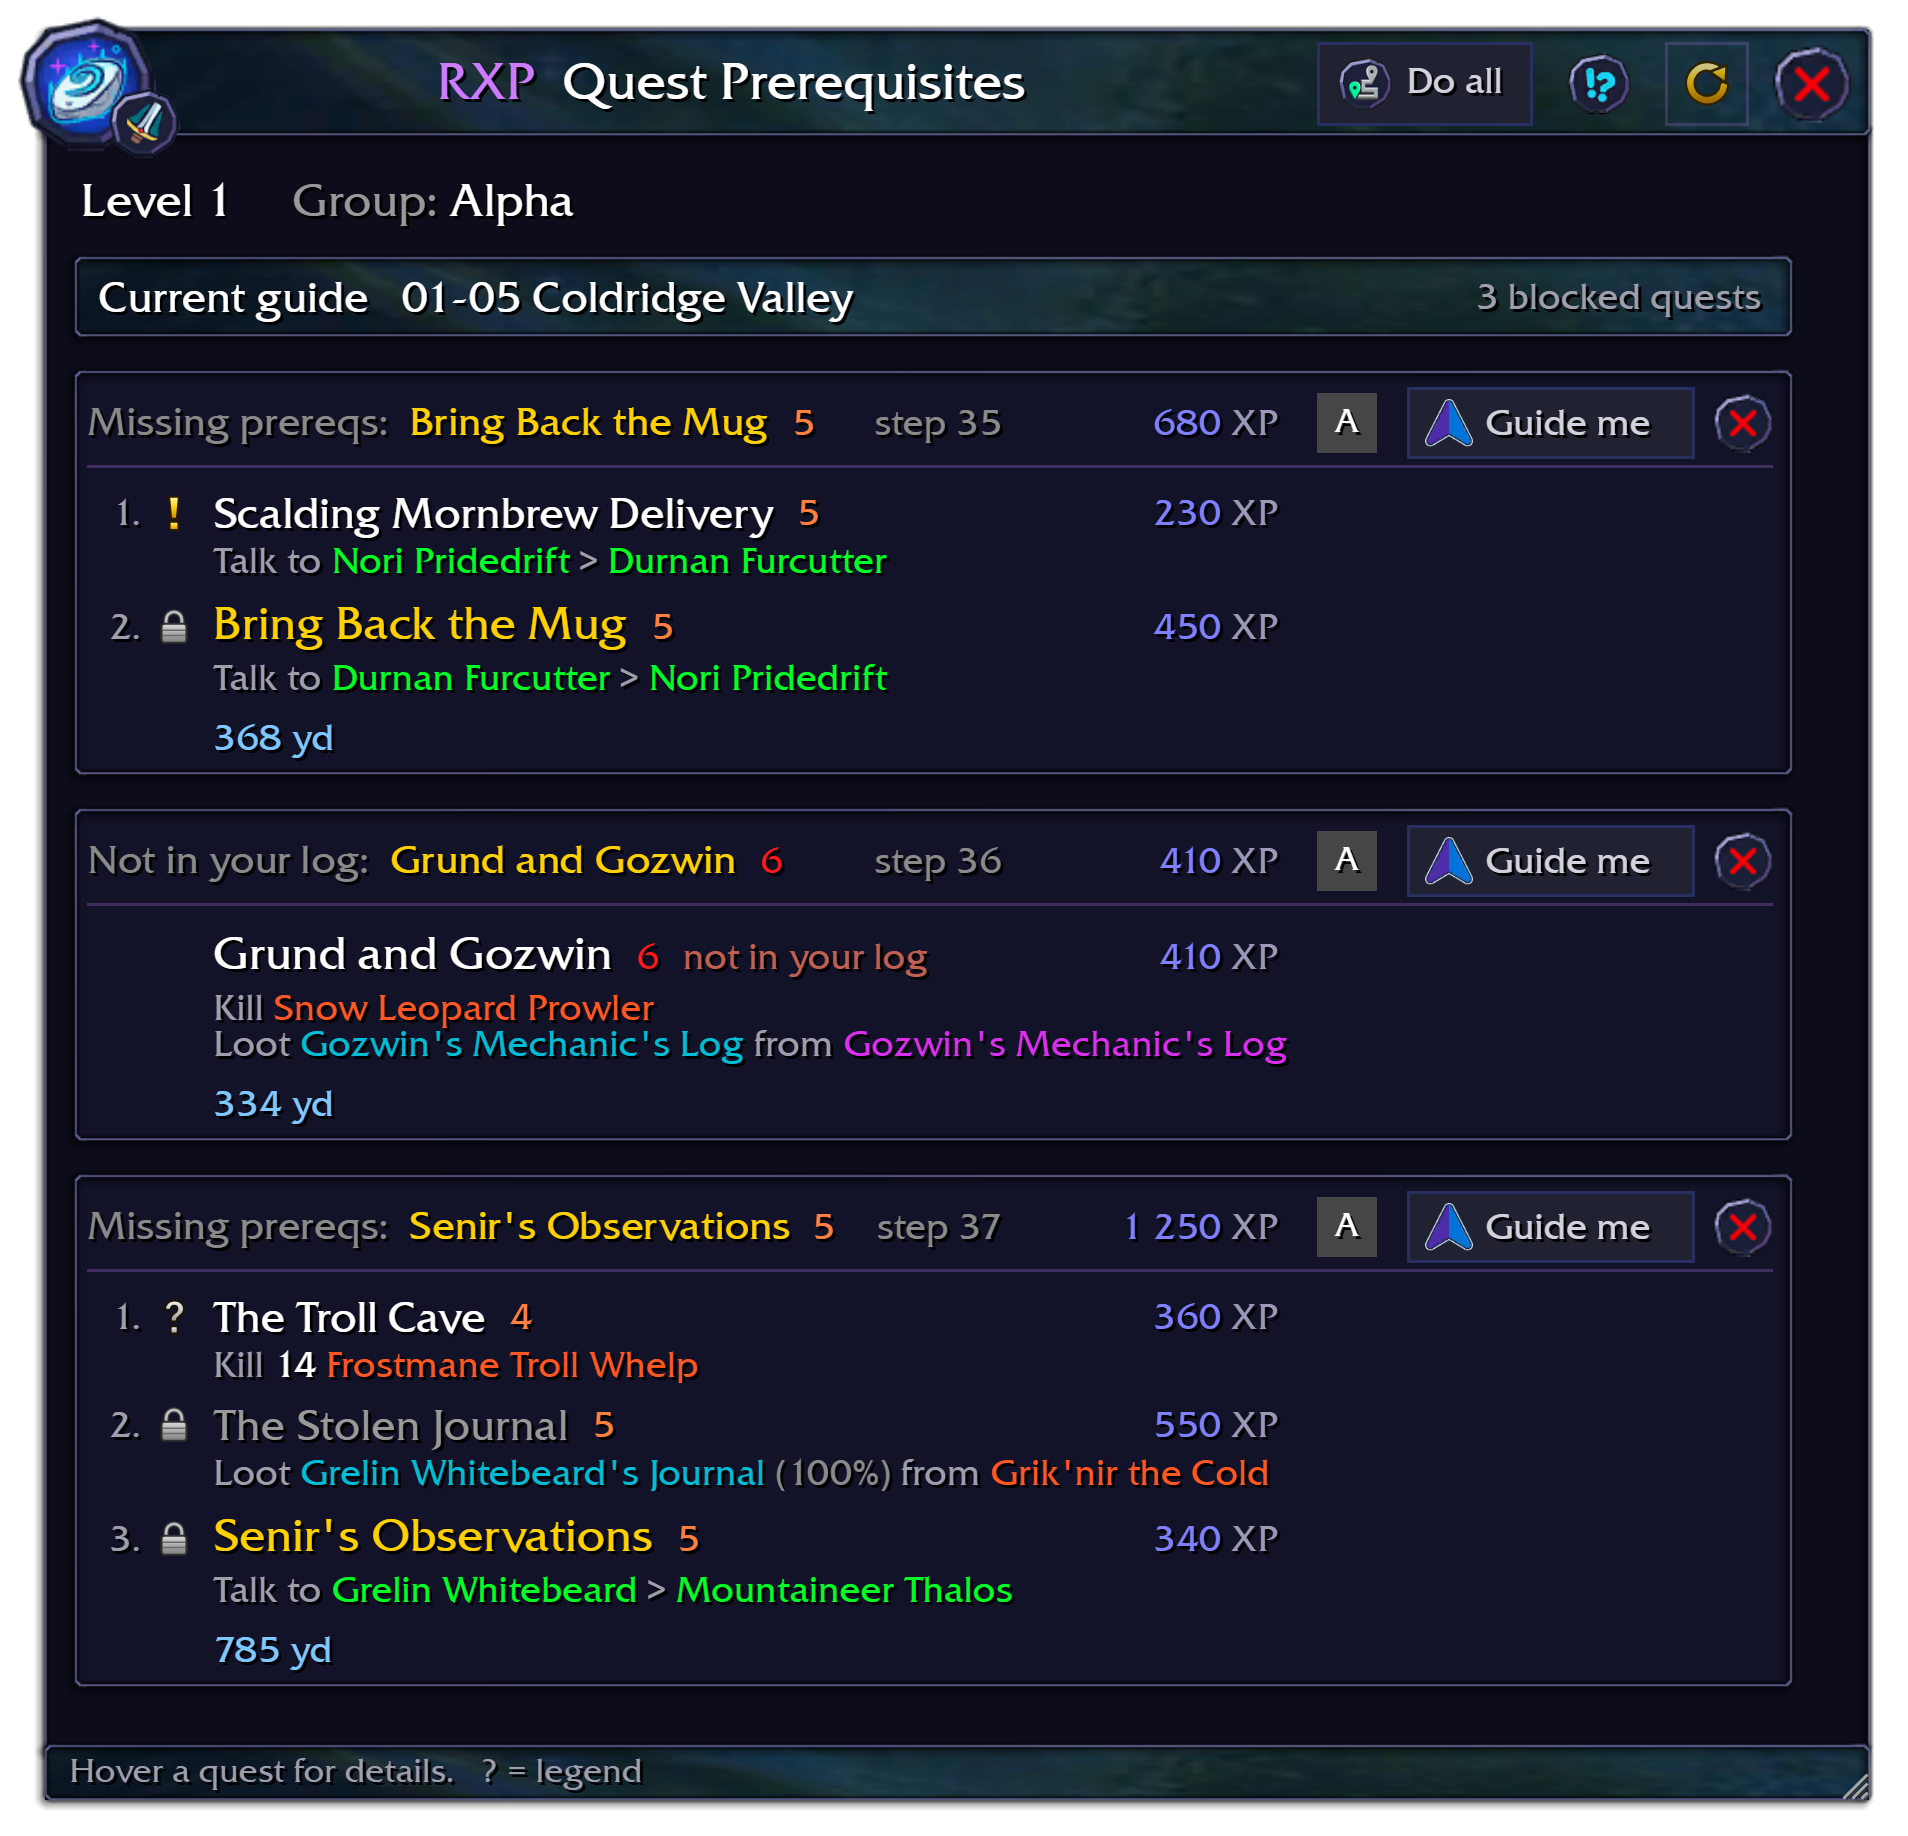 RXP Quest Prerequisites Do all !?
Level 1 Group: Alpha
Current guide 01-05 Coldridge Valley 3 blocked quests
Missing prereqs: Bring Back the Mug 5 step 35 680 XP A Guide me
1. ! Scalding Mornbrew Delivery 5 230 XP
Talk to Nori Pridedrift > Durnan Furcutter
2. Bring Back the Mug 5 450 XP
Talk to Durnan Furcutter > Nori Pridedrift
368 yd
Not in your log: Grund and Gozwin 6 step 36 410 XP A Guide me
Grund and Gozwin 6 not in your log 410 XP
Kill Snow Leopard Prowler
Loot Gozwin's Mechanic's Log from Gozwin's Mechanic's Log
334 yd
Missing prereqs: Senir's Observations 5 step 37 1 250 XP A Guide me
1. ? The Troll Cave 4 360 XP
Kill 14 Frostmane Troll Whelp
2. The Stolen Journal 5 550 XP
Loot Grelin Whitebeard's Journal (100%) from Grik'nir the Cold
3. Senir's Observations 5 340 XP
Talk to Grelin Whitebeard > Mountaineer Thalos
785 yd
Hover a quest for details. ? = legend